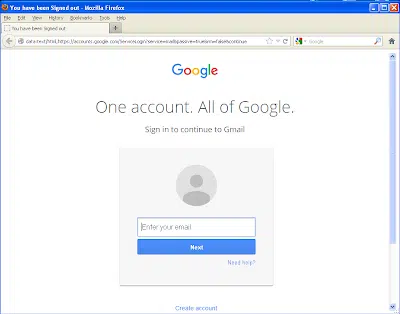 You have been Signed out - Mozilla Firefox
File Edit View History Bookmarks Tools Help
You have been Signed out
data:text/html,https://accounts.google.com/ServiceLogin?service=mail&passive=true&rm=false&continue
Google
Google
One account. All of Google.
Sign in to continue to Gmail
Enter your email
Next
Need help?
Create account